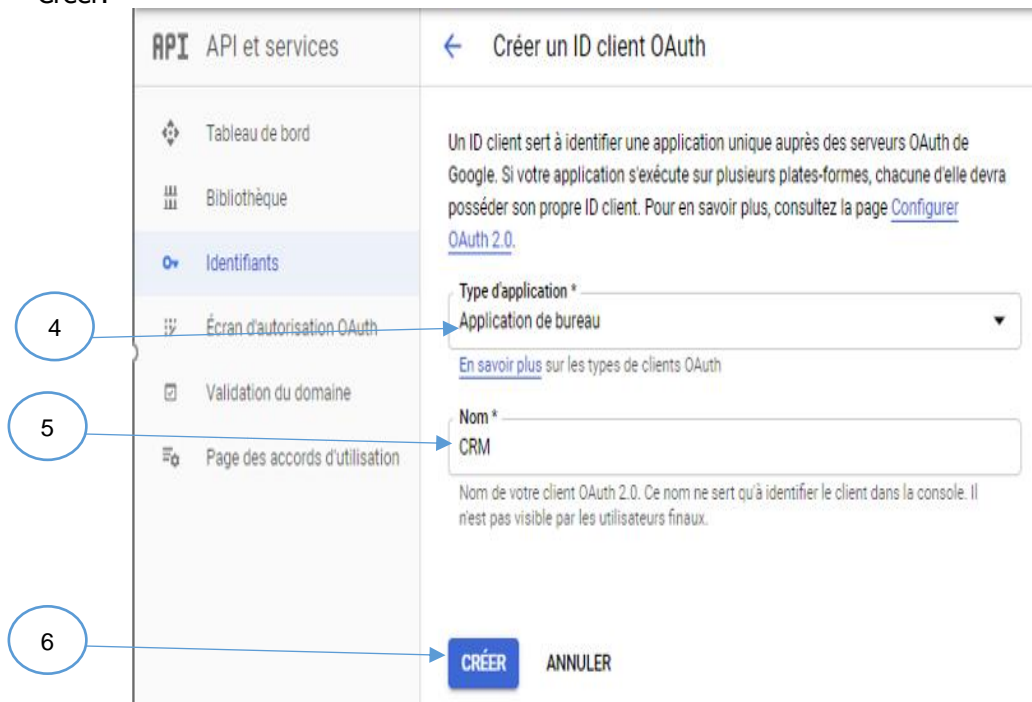 Créer.
API API et services
← Créer un ID client OAuth
Tableau de bord
Bibliothèque
Identifiants
Écran d'autorisation OAuth
Validation du domaine
Page des accords d'utilisation
Un ID client sert à identifier une application unique auprès des serveurs OAuth de
Google. Si votre application s'exécute sur plusieurs plates-formes, chacune d'elle devra
posséder son propre ID client. Pour en savoir plus, consultez la page Configurer
OAuth 2.0.
4
Type d'application *
Application de bureau
En savoir plus sur les types de clients OAuth
5
Nom *
CRM
Nom de votre client OAuth 2.0. Ce nom ne sert qu'à identifier le client dans la console. Il
n'est pas visible par les utilisateurs finaux.
6
CRÉER ANNULER